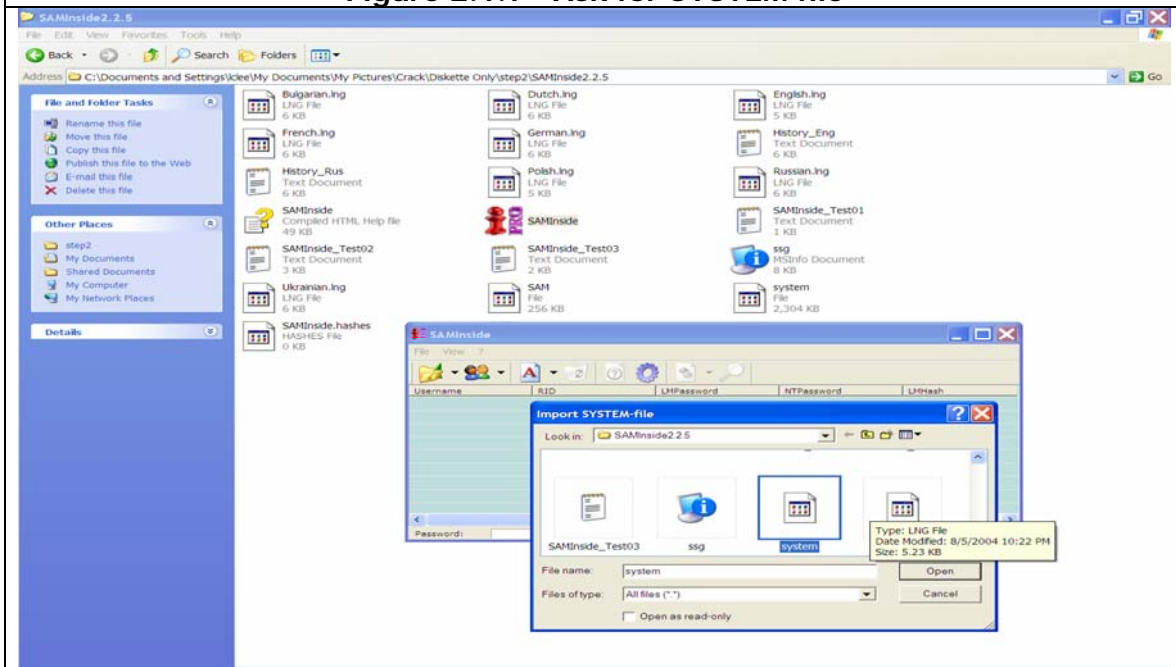 SAMInside2.2.5
File Edit View Favorites Tools Help
Back Search Folders
Address C:\Documents and Settings\klee\My Documents\My Pictures\Crack\Diskette Only\step2\SAMInside2.2.5 Go
File and Folder Tasks
Rename this file
Move this file
Copy this file
Publish this file to the Web
E-mail this file
Delete this file
Other Places
step2
My Documents
Shared Documents
My Computer
My Network Places
Details
Bulgarian.lng
LNG File
6 KB
Dutch.lng
LNG File
6 KB
English.lng
LNG File
5 KB
French.lng
LNG File
6 KB
German.lng
LNG File
6 KB
History_Eng
Text Document
6 KB
History_Rus
Text Document
6 KB
Polish.lng
LNG File
5 KB
Russian.lng
LNG File
6 KB
SAMInside
Compiled HTML Help file
49 KB
PRO
SAMInside
SAMInside_Test01
Text Document
1 KB
SAMInside_Test02
Text Document
3 KB
SAMInside_Test03
Text Document
2 KB
ssg
MSInfo Document
8 KB
Ukrainian.lng
LNG File
6 KB
SAM
File
256 KB
system
File
2,304 KB
SAMInside.hashes
HASHES File
0 KB
SAMInside
File View ?
Username RID LMPassword NTPassword LMHash
Password:
Import SYSTEM-file
Look in: SAMInside2.2.5
SAMInside_Test03 ssg system
Type: LNG File
Date Modified: 8/5/2004 10:22 PM
Size: 5.23 KB
File name: system Open
Files of type: All files (*.*) Cancel
Open as read-only